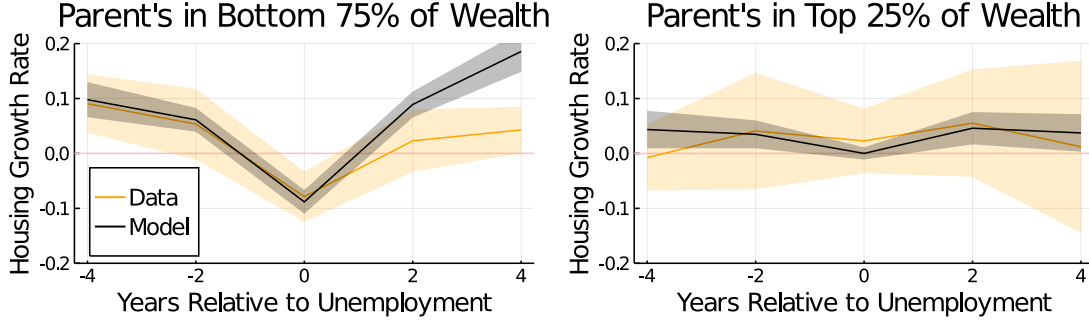 Parent's in Bottom 75% of Wealth
Housing Growth Rate
0.2
0.1
0.0
-0.1
-0.2
Data
Model
-4 -2 0 2 4
Years Relative to Unemployment
Parent's in Top 25% of Wealth
Housing Growth Rate
0.2
0.1
0.0
-0.1
-0.2
-4 -2 0 2 4
Years Relative to Unemployment